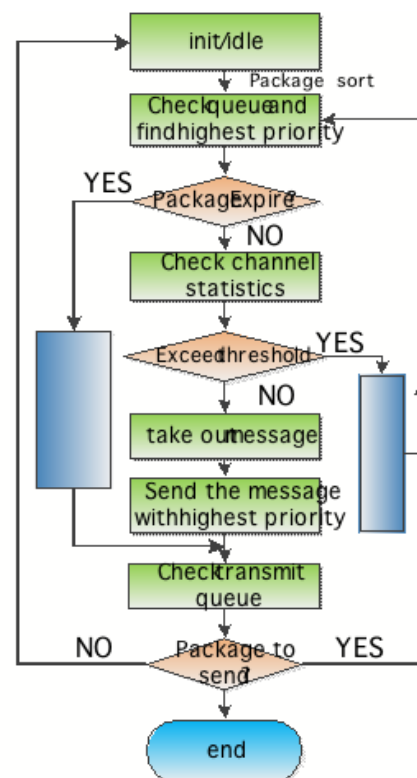 init/idle
Package sort
Check queue and
find highest priority
YES
Package Expire?
NO
Check channel
statistics
Exceed threshold
YES
NO
take out message
Send the message
with highest priority
Check transmit
queue
NO
Package to
send?
YES
end